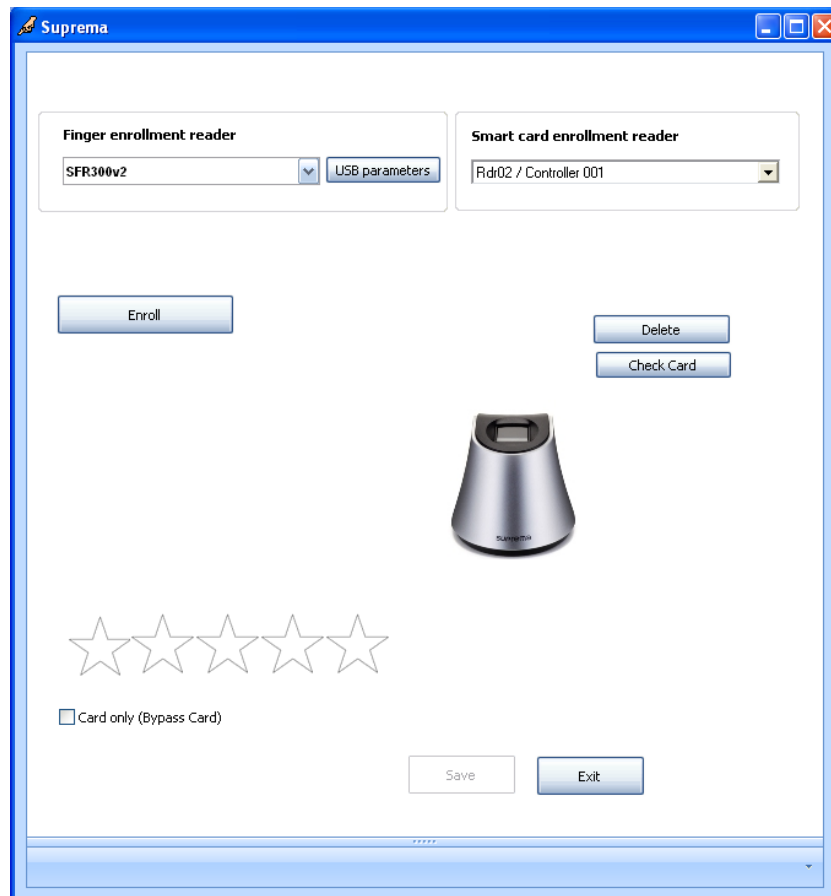 Suprema
Finger enrollment reader
SFR300v2
USB parameters
Smart card enrollment reader
Rdr02 / Controller 001
Enroll
Delete
Check Card
suprema
Card only (Bypass Card)
Save
Exit